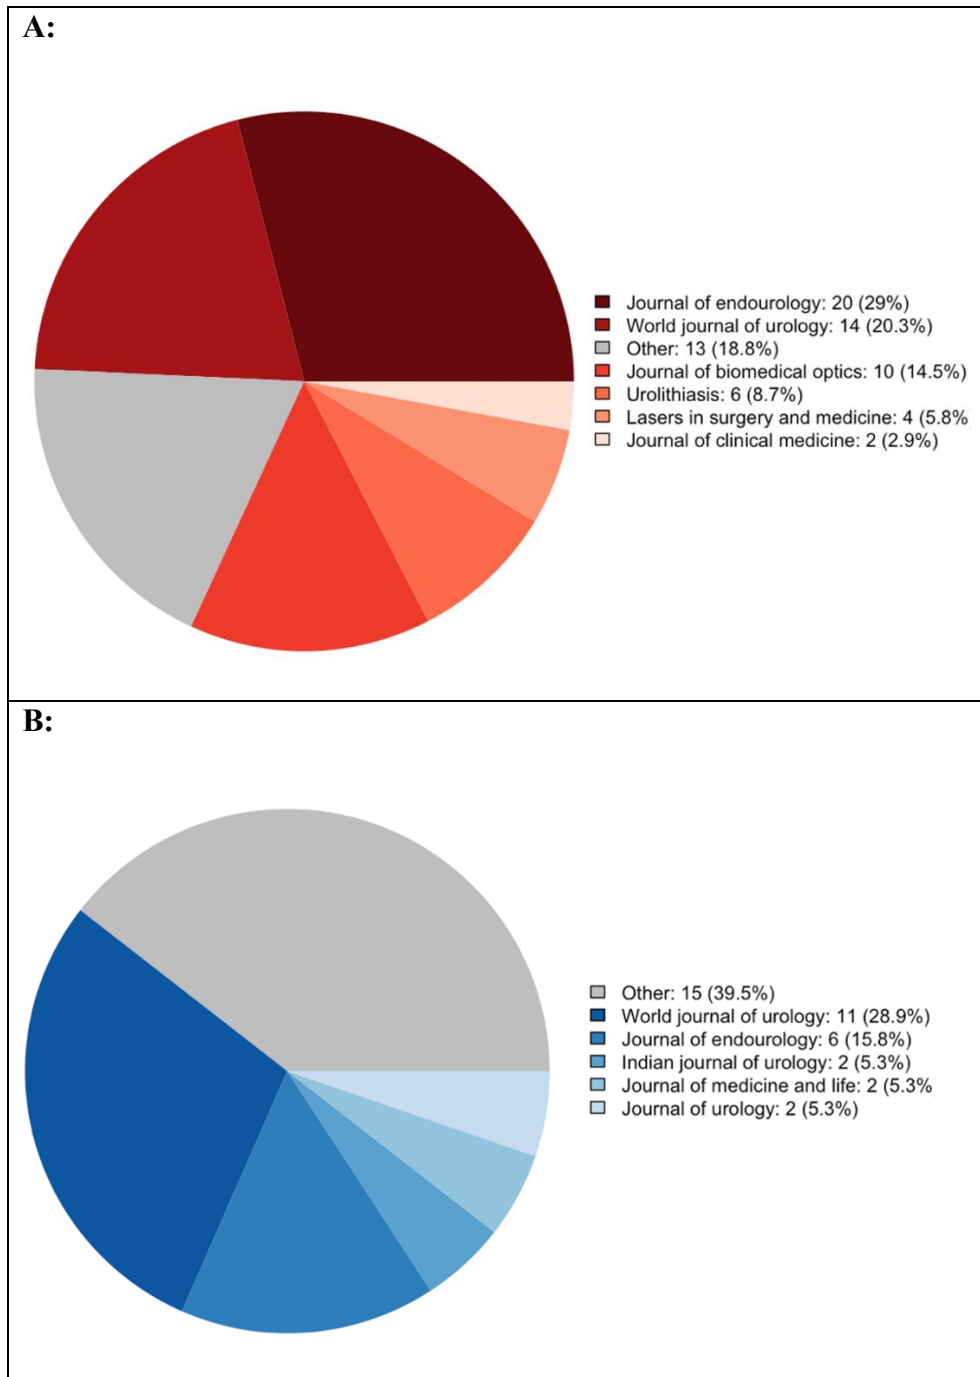 A:
Journal of endourology: 20 (29%)
World journal of urology: 14 (20.3%)
Other: 13 (18.8%)
Journal of biomedical optics: 10 (14.5%)
Urolithiasis: 6 (8.7%)
Lasers in surgery and medicine: 4 (5.8%
Journal of clinical medicine: 2 (2.9%)
B:
Other: 15 (39.5%)
World journal of urology: 11 (28.9%)
Journal of endourology: 6 (15.8%)
Indian journal of urology: 2 (5.3%)
Journal of medicine and life: 2 (5.3%
Journal of urology: 2 (5.3%)